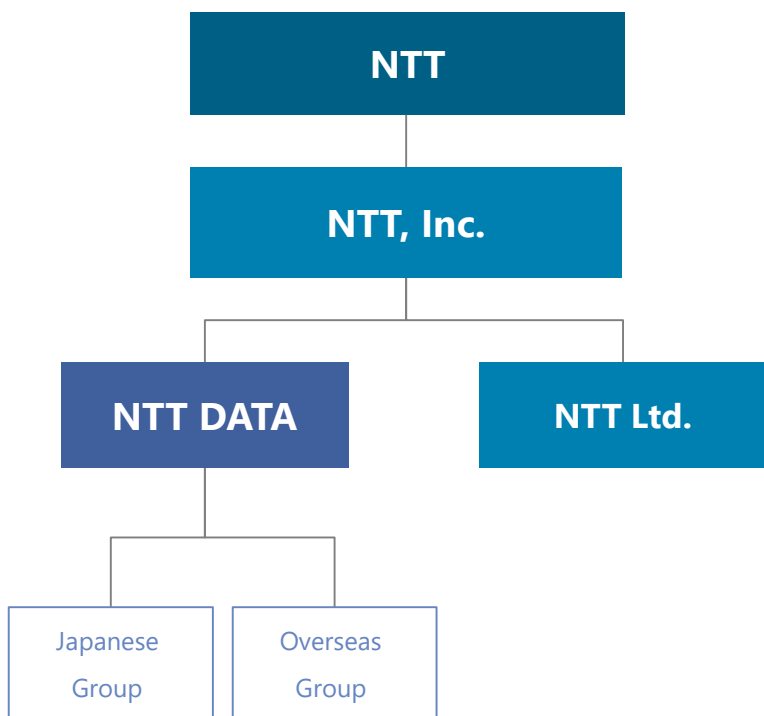 NTT
NTT, Inc.
NTT DATA
NTT Ltd.
Japanese
Group
Overseas
Group